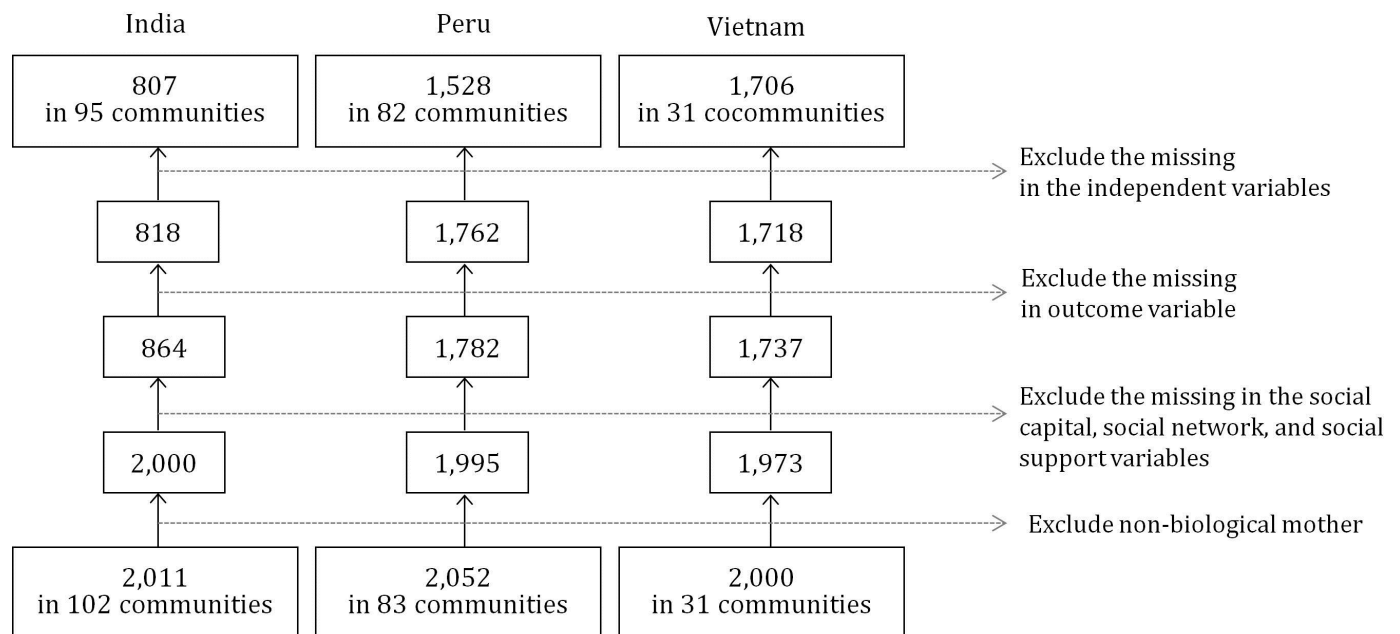 India
Peru
Vietnam
807
in 95 communities
1,528
in 82 communities
1,706
in 31 cocommunities
Exclude the missing
in the independent variables
818
1,762
1,718
Exclude the missing
in outcome variable
864
1,782
1,737
Exclude the missing in the social
capital, social network, and social
support variables
2,000
1,995
1,973
Exclude non-biological mother
2,011
in 102 communities
2,052
in 83 communities
2,000
in 31 communities